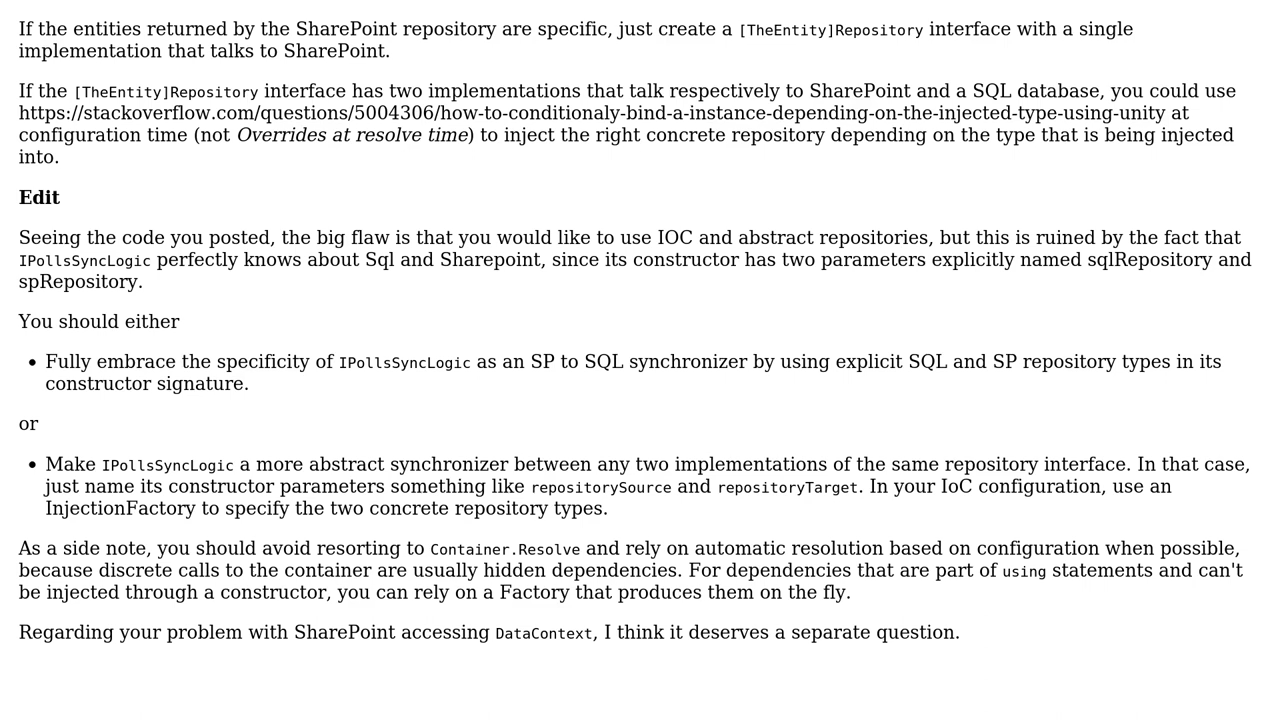 If the entities returned by the SharePoint repository are specific, just create a [TheEntity]Repository interface with a single
implementation that talks to SharePoint.
If the [TheEntity]Repository interface has two implementations that talk respectively to SharePoint and a SQL database, you could use
https://stackoverflow.com/questions/5004306/how-to-conditionaly-bind-a-instance-depending-on-the-injected-type-using-unity at
configuration time (not Overrides at resolve time) to inject the right concrete repository depending on the type that is being injected
into.
Edit
Seeing the code you posted, the big flaw is that you would like to use IOC and abstract repositories, but this is ruined by the fact that
IPollsSyncLogic perfectly knows about Sql and Sharepoint, since its constructor has two parameters explicitly named sqlRepository and
spRepository.
You should either
• Fully embrace the specificity of IPollsSyncLogic as an SP to SQL synchronizer by using explicit SQL and SP repository types in its
constructor signature.
or
• Make IPollsSyncLogic a more abstract synchronizer between any two implementations of the same repository interface. In that case,
just name its constructor parameters something like repositorySource and repositoryTarget. In your IoC configuration, use an
InjectionFactory to specify the two concrete repository types.
As a side note, you should avoid resorting to Container.Resolve and rely on automatic resolution based on configuration when possible,
because discrete calls to the container are usually hidden dependencies. For dependencies that are part of using statements and can't
be injected through a constructor, you can rely on a Factory that produces them on the fly.
Regarding your problem with SharePoint accessing DataContext, I think it deserves a separate question.